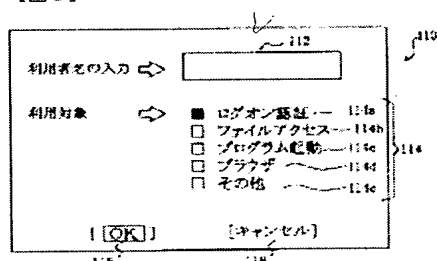 112
110
利用者名の入力
利用対象
■ ログオン認証 114a
□ ファイルアクセス 114b
□ プログラム起動 114c
□ ブラウザ 114d
□ その他 114e
114
[OK] [キャンセル]
116 118